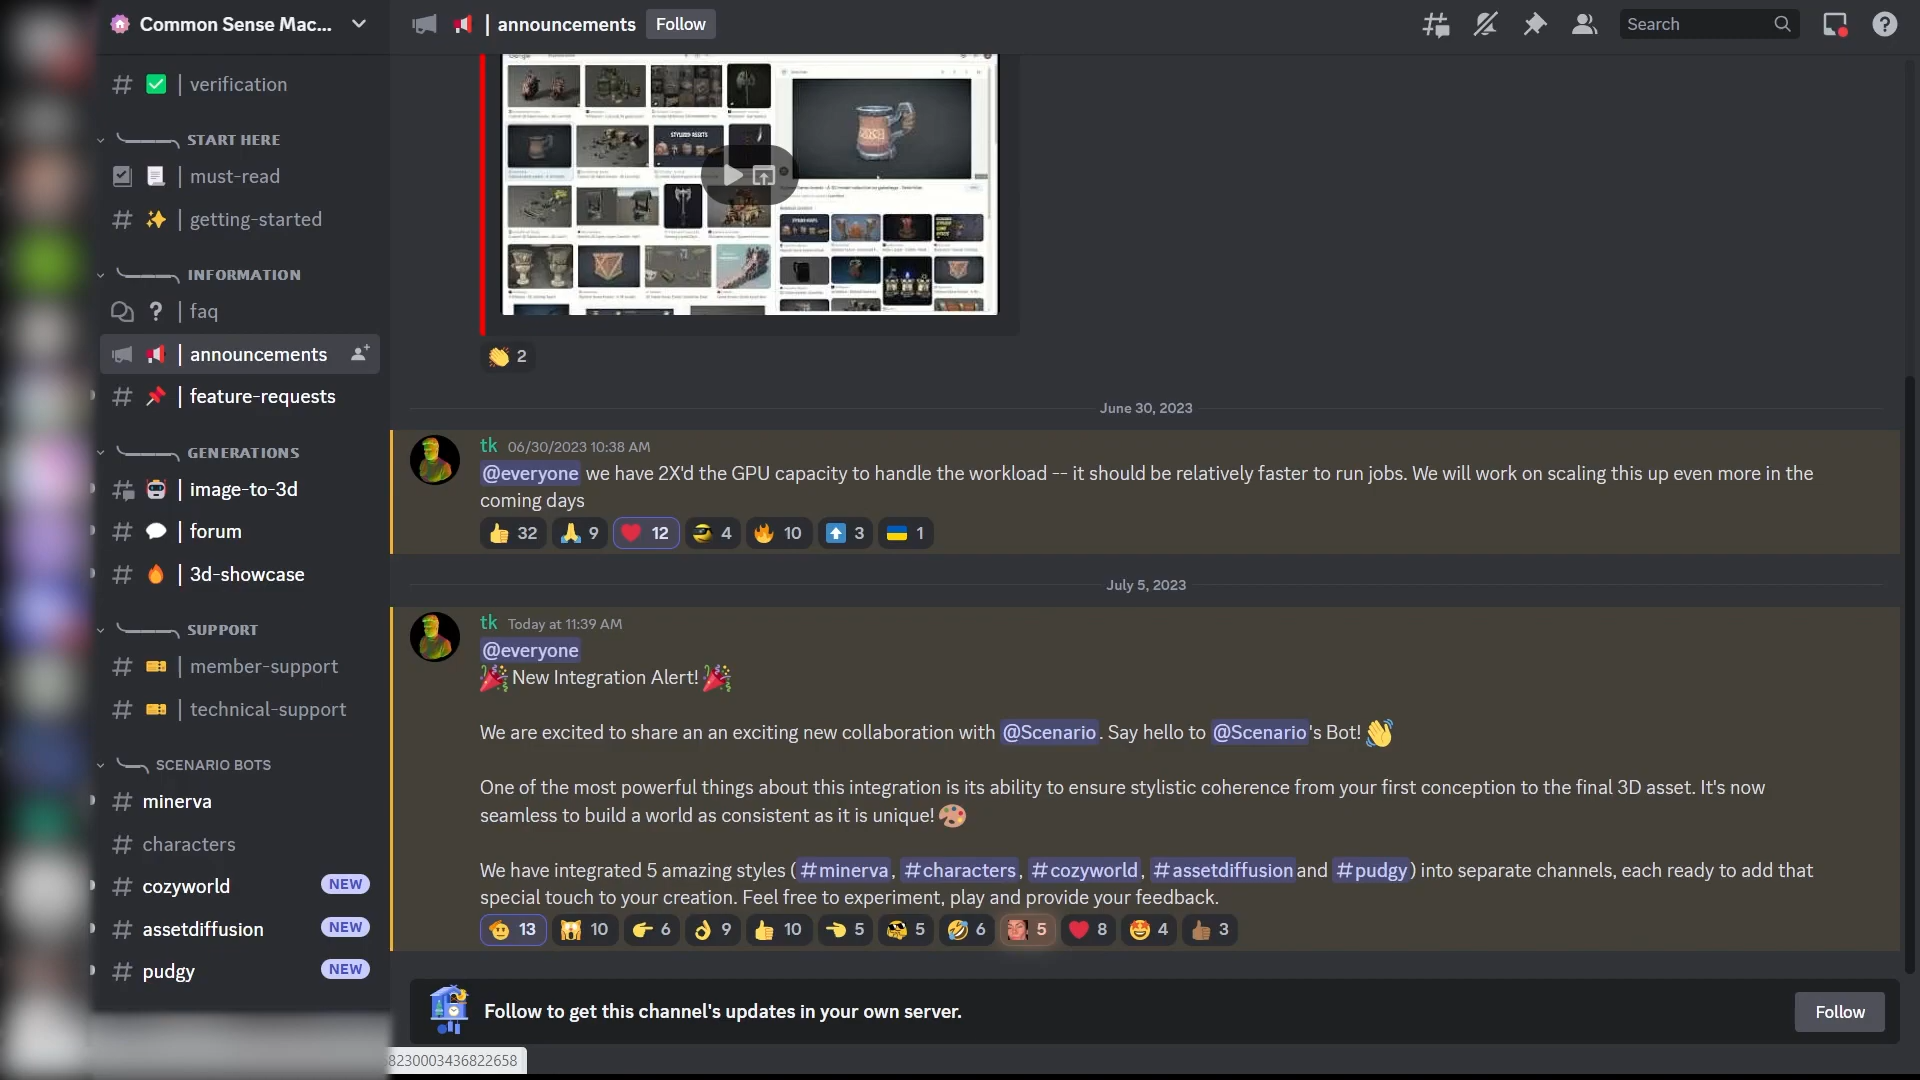 Common Sense Mac...
| verification
START HERE
| must-read
| getting-started
INFORMATION
| faq
| announcements
| feature-requests
GENERATIONS
| image-to-3d
| forum
| 3d-showcase
SUPPORT
| member-support
| technical-support
SCENARIO BOTS
minerva
characters
cozyworld NEW
assetdiffusion NEW
pudgy NEW
| announcements Follow
Search
STYLIZED ASSETS
2
June 30, 2023
tk 06/30/2023 10:38 AM
@everyone we have 2X'd the GPU capacity to handle the workload -- it should be relatively faster to run jobs. We will work on scaling this up even more in the
coming days
32 9 12 4 10 3 1
July 5, 2023
tk Today at 11:39 AM
@everyone
New Integration Alert!
We are excited to share an an exciting new collaboration with @Scenario. Say hello to @Scenario's Bot!
One of the most powerful things about this integration is its ability to ensure stylistic coherence from your first conception to the final 3D asset. It's now
seamless to build a world as consistent as it is unique!
We have integrated 5 amazing styles (#minerva, #characters, #cozyworld, #assetdiffusion and #pudgy) into separate channels, each ready to add that
special touch to your creation. Feel free to experiment, play and provide your feedback.
13 10 6 9 10 5 5 6 5 8 4 3
Follow to get this channel's updates in your own server.
Follow
8230003436822658